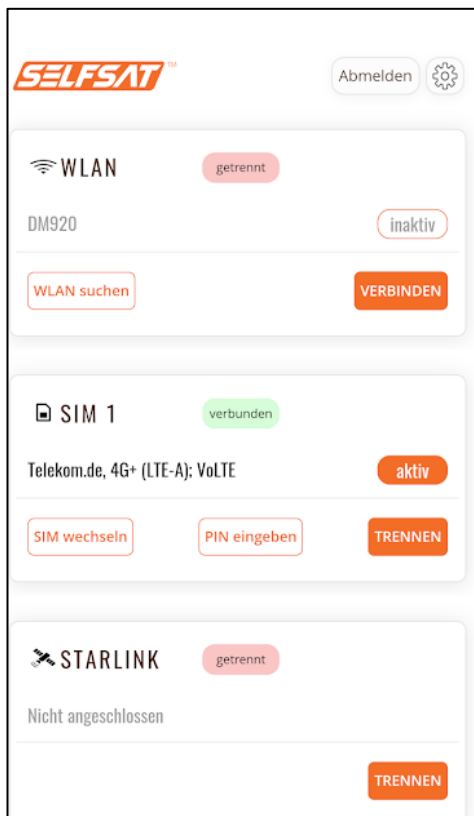 SELFSAT™
Abmelden
WLAN
getrennt
DM920
inaktiv
WLAN suchen
VERBINDEN
SIM 1
verbunden
Telekom.de, 4G+ (LTE-A); VoLTE
aktiv
SIM wechseln
PIN eingeben
TRENNEN
STARLINK
getrennt
Nicht angeschlossen
TRENNEN